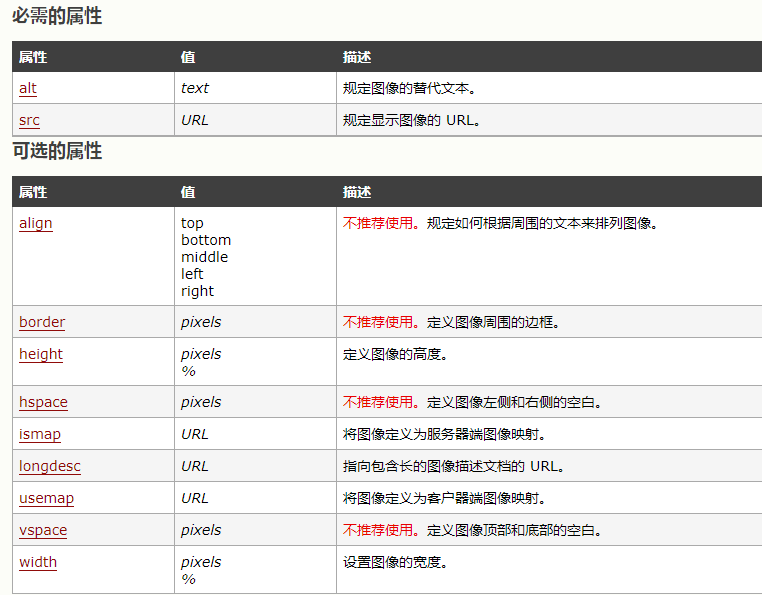 必需的属性
属性 值 描述
alt text 规定图像的替代文本。
src URL 规定显示图像的 URL。
可选的属性
属性 值 描述
align top 不推荐使用。规定如何根据周围的文本来排列图像。
bottom
middle
left
right
border pixels 不推荐使用。定义图像周围的边框。
height pixels 定义图像的高度。
%
hspace pixels 不推荐使用。定义图像左侧和右侧的空白。
ismap URL 将图像定义为服务器端图像映射。
longdesc URL 指向包含长的图像描述文档的 URL。
usemap URL 将图像定义为客户器端图像映射。
vspace pixels 不推荐使用。定义图像顶部和底部的空白。
width pixels 设置图像的宽度。
%